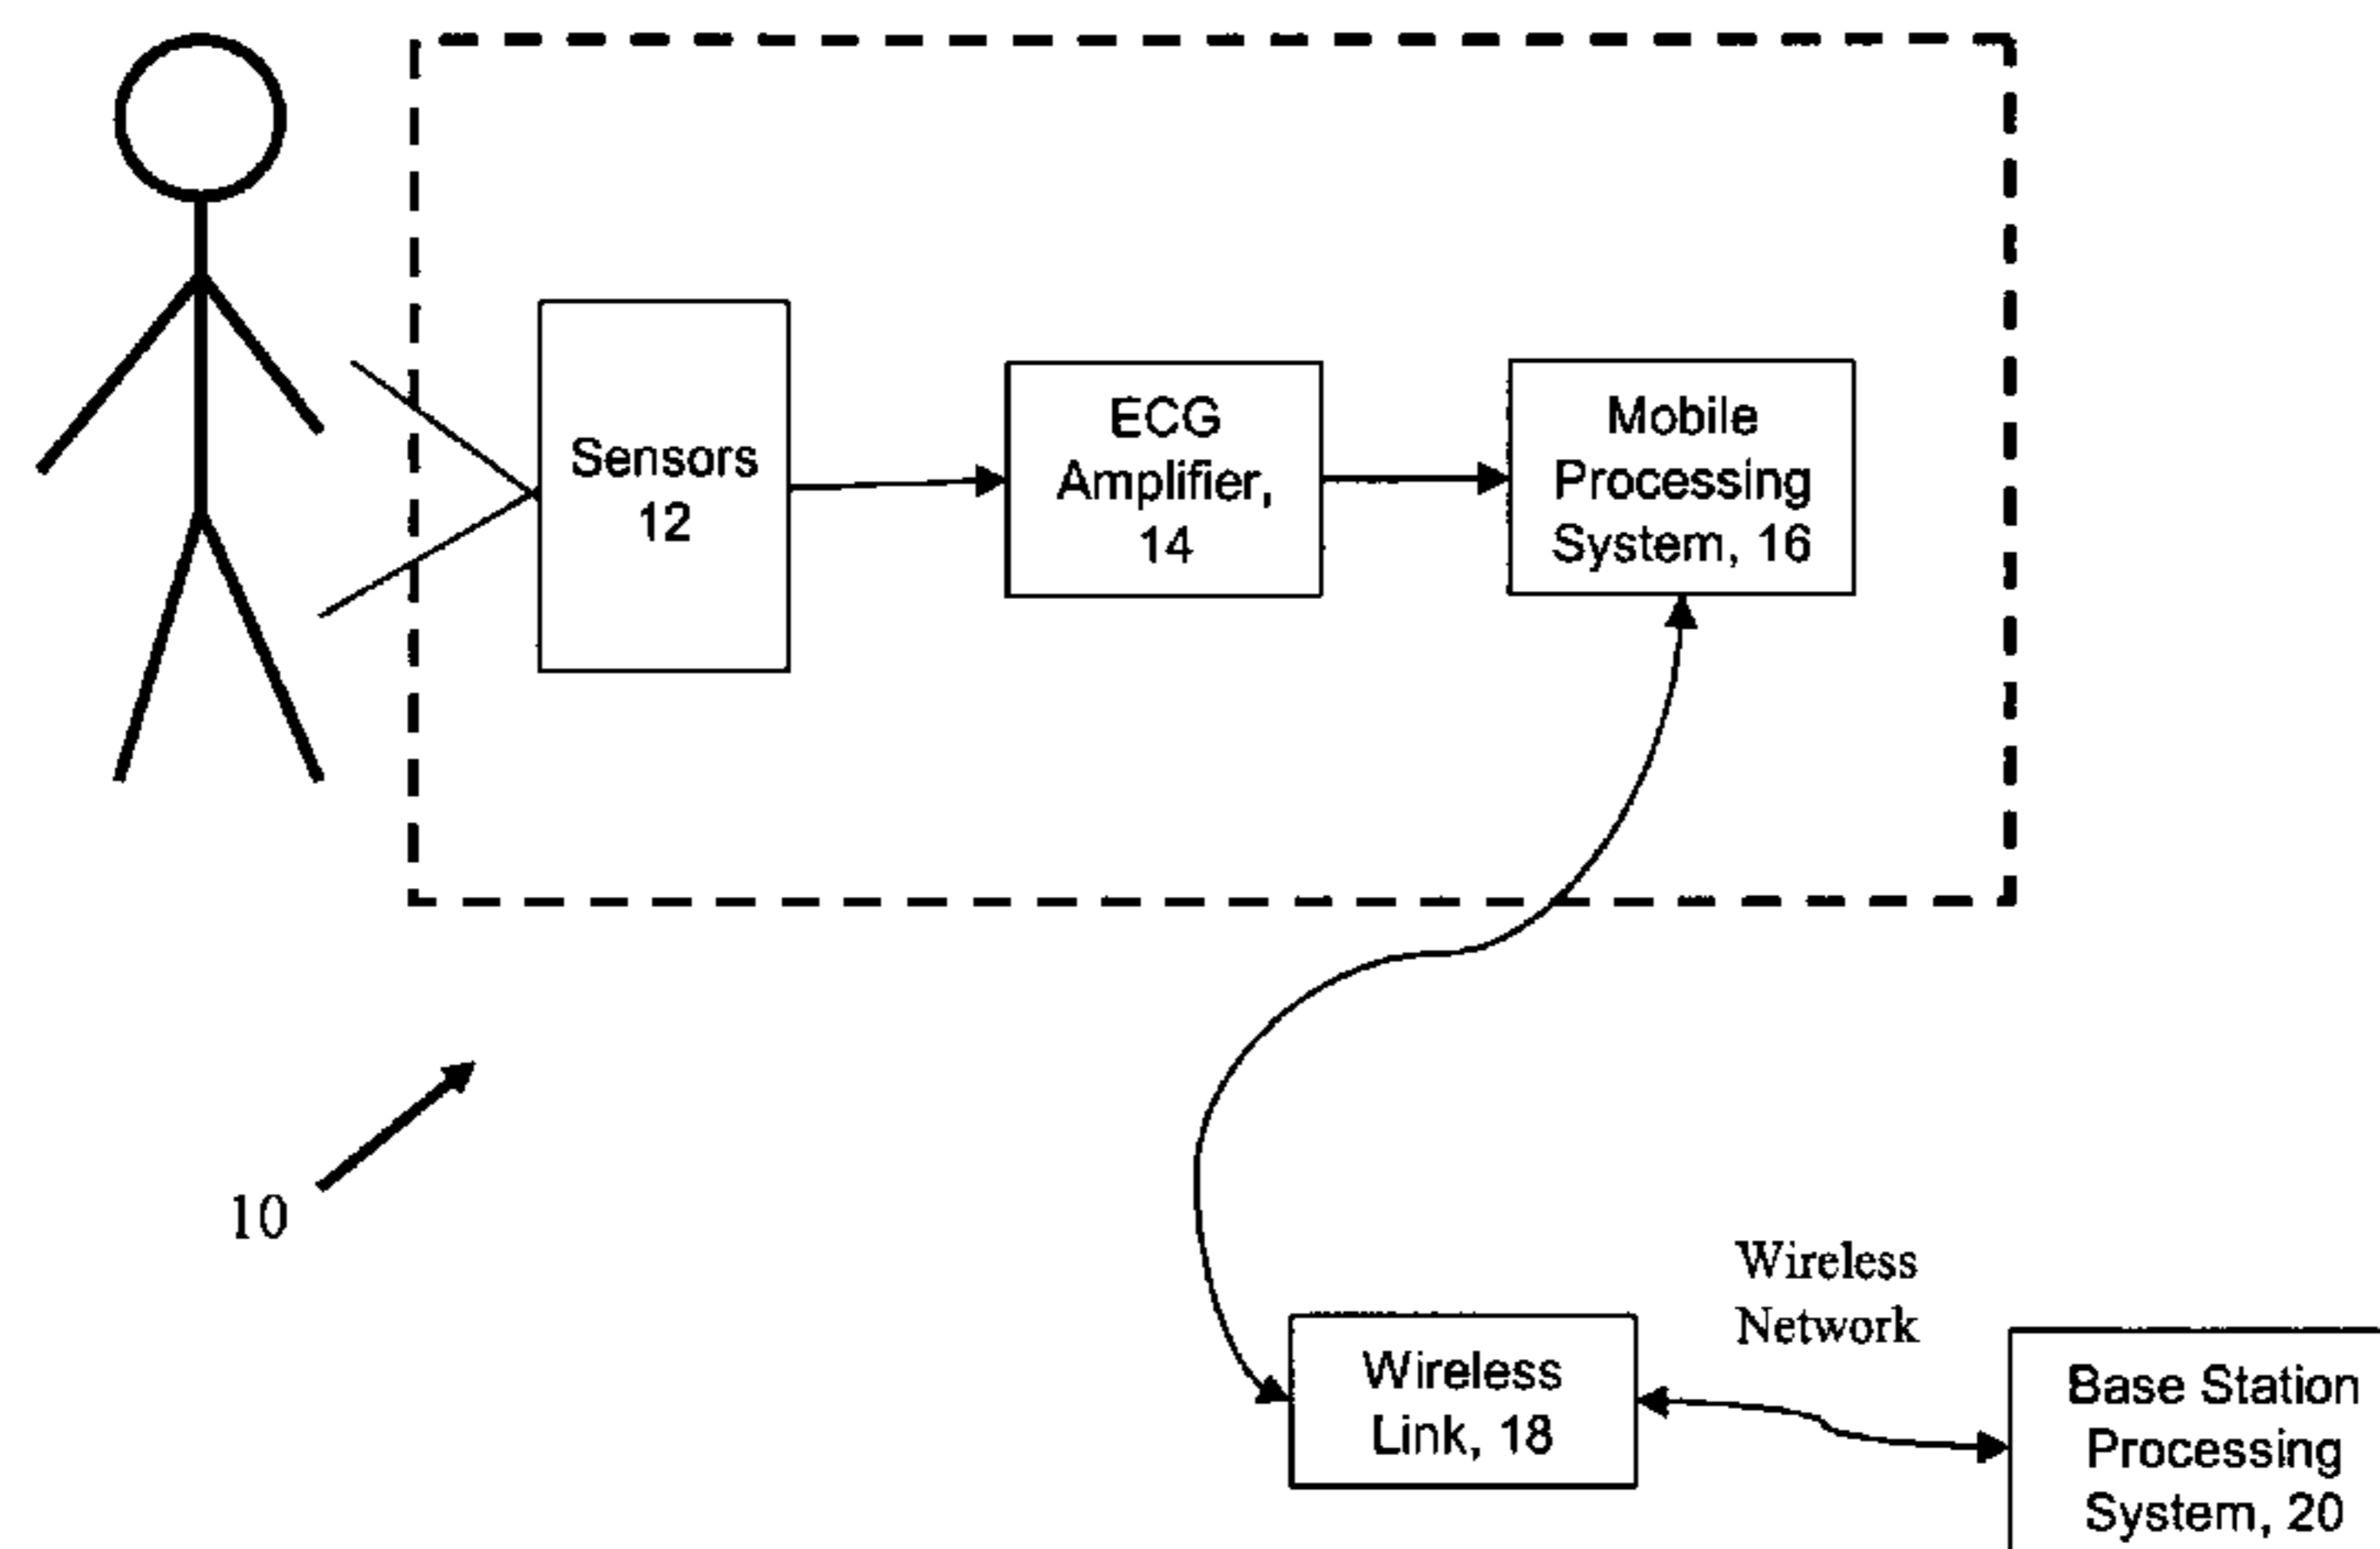 Sensors
12
ECG
Amplifier,
14
Mobile
Processing
System, 16
10
Wireless
Network
Wireless
Link, 18
Base Station
Processing
System, 20